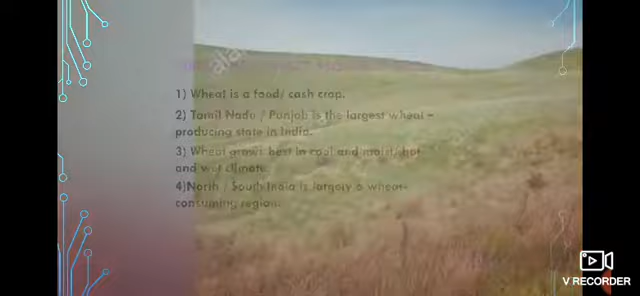 1) Wheat is a food/ cash crop.
2) Tamil Nadu / Punjab is the largest wheat –
producing state in India.
3) Wheat grows best in cool and moist/hot
and wet climate.
4)North / South India is largely a wheat-
consuming region.
V RECORDER